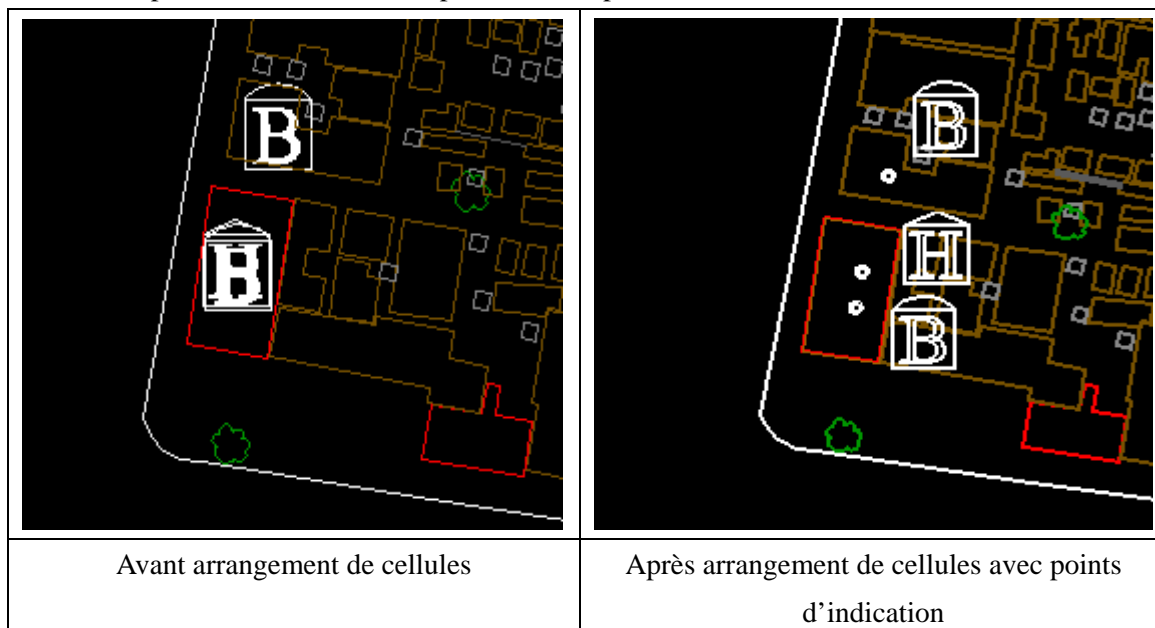 B
B
B
H
B
Avant arrangement de cellules
Après arrangement de cellules avec points
d'indication